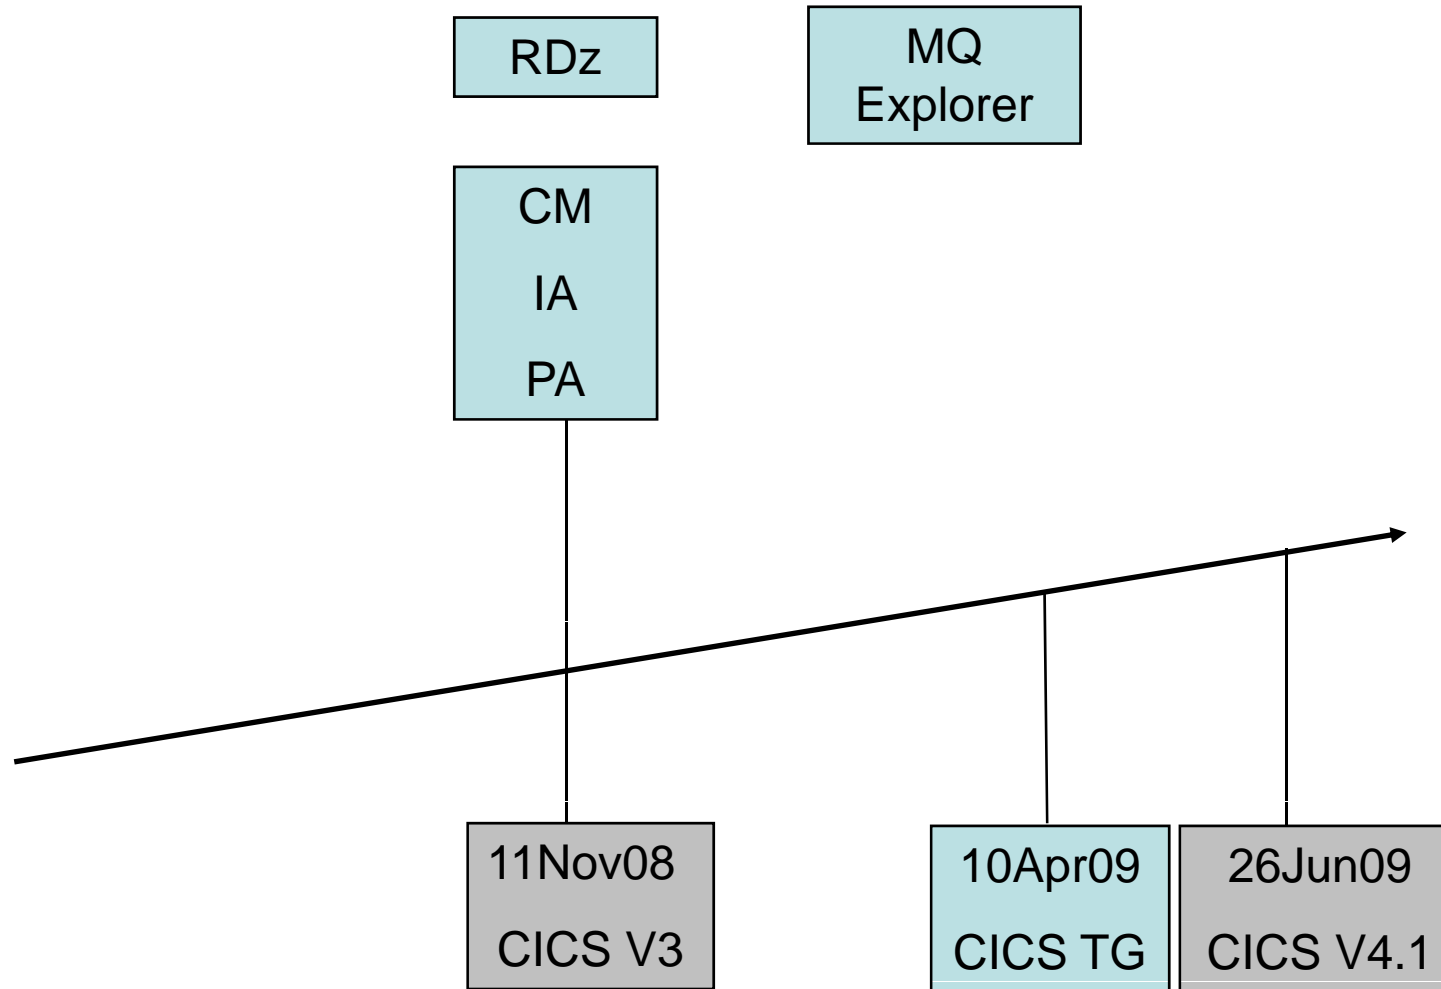 RDz
MQ
Explorer
CM
IA
PA
11Nov08
CICS V3
10Apr09
CICS TG
26Jun09
CICS V4.1